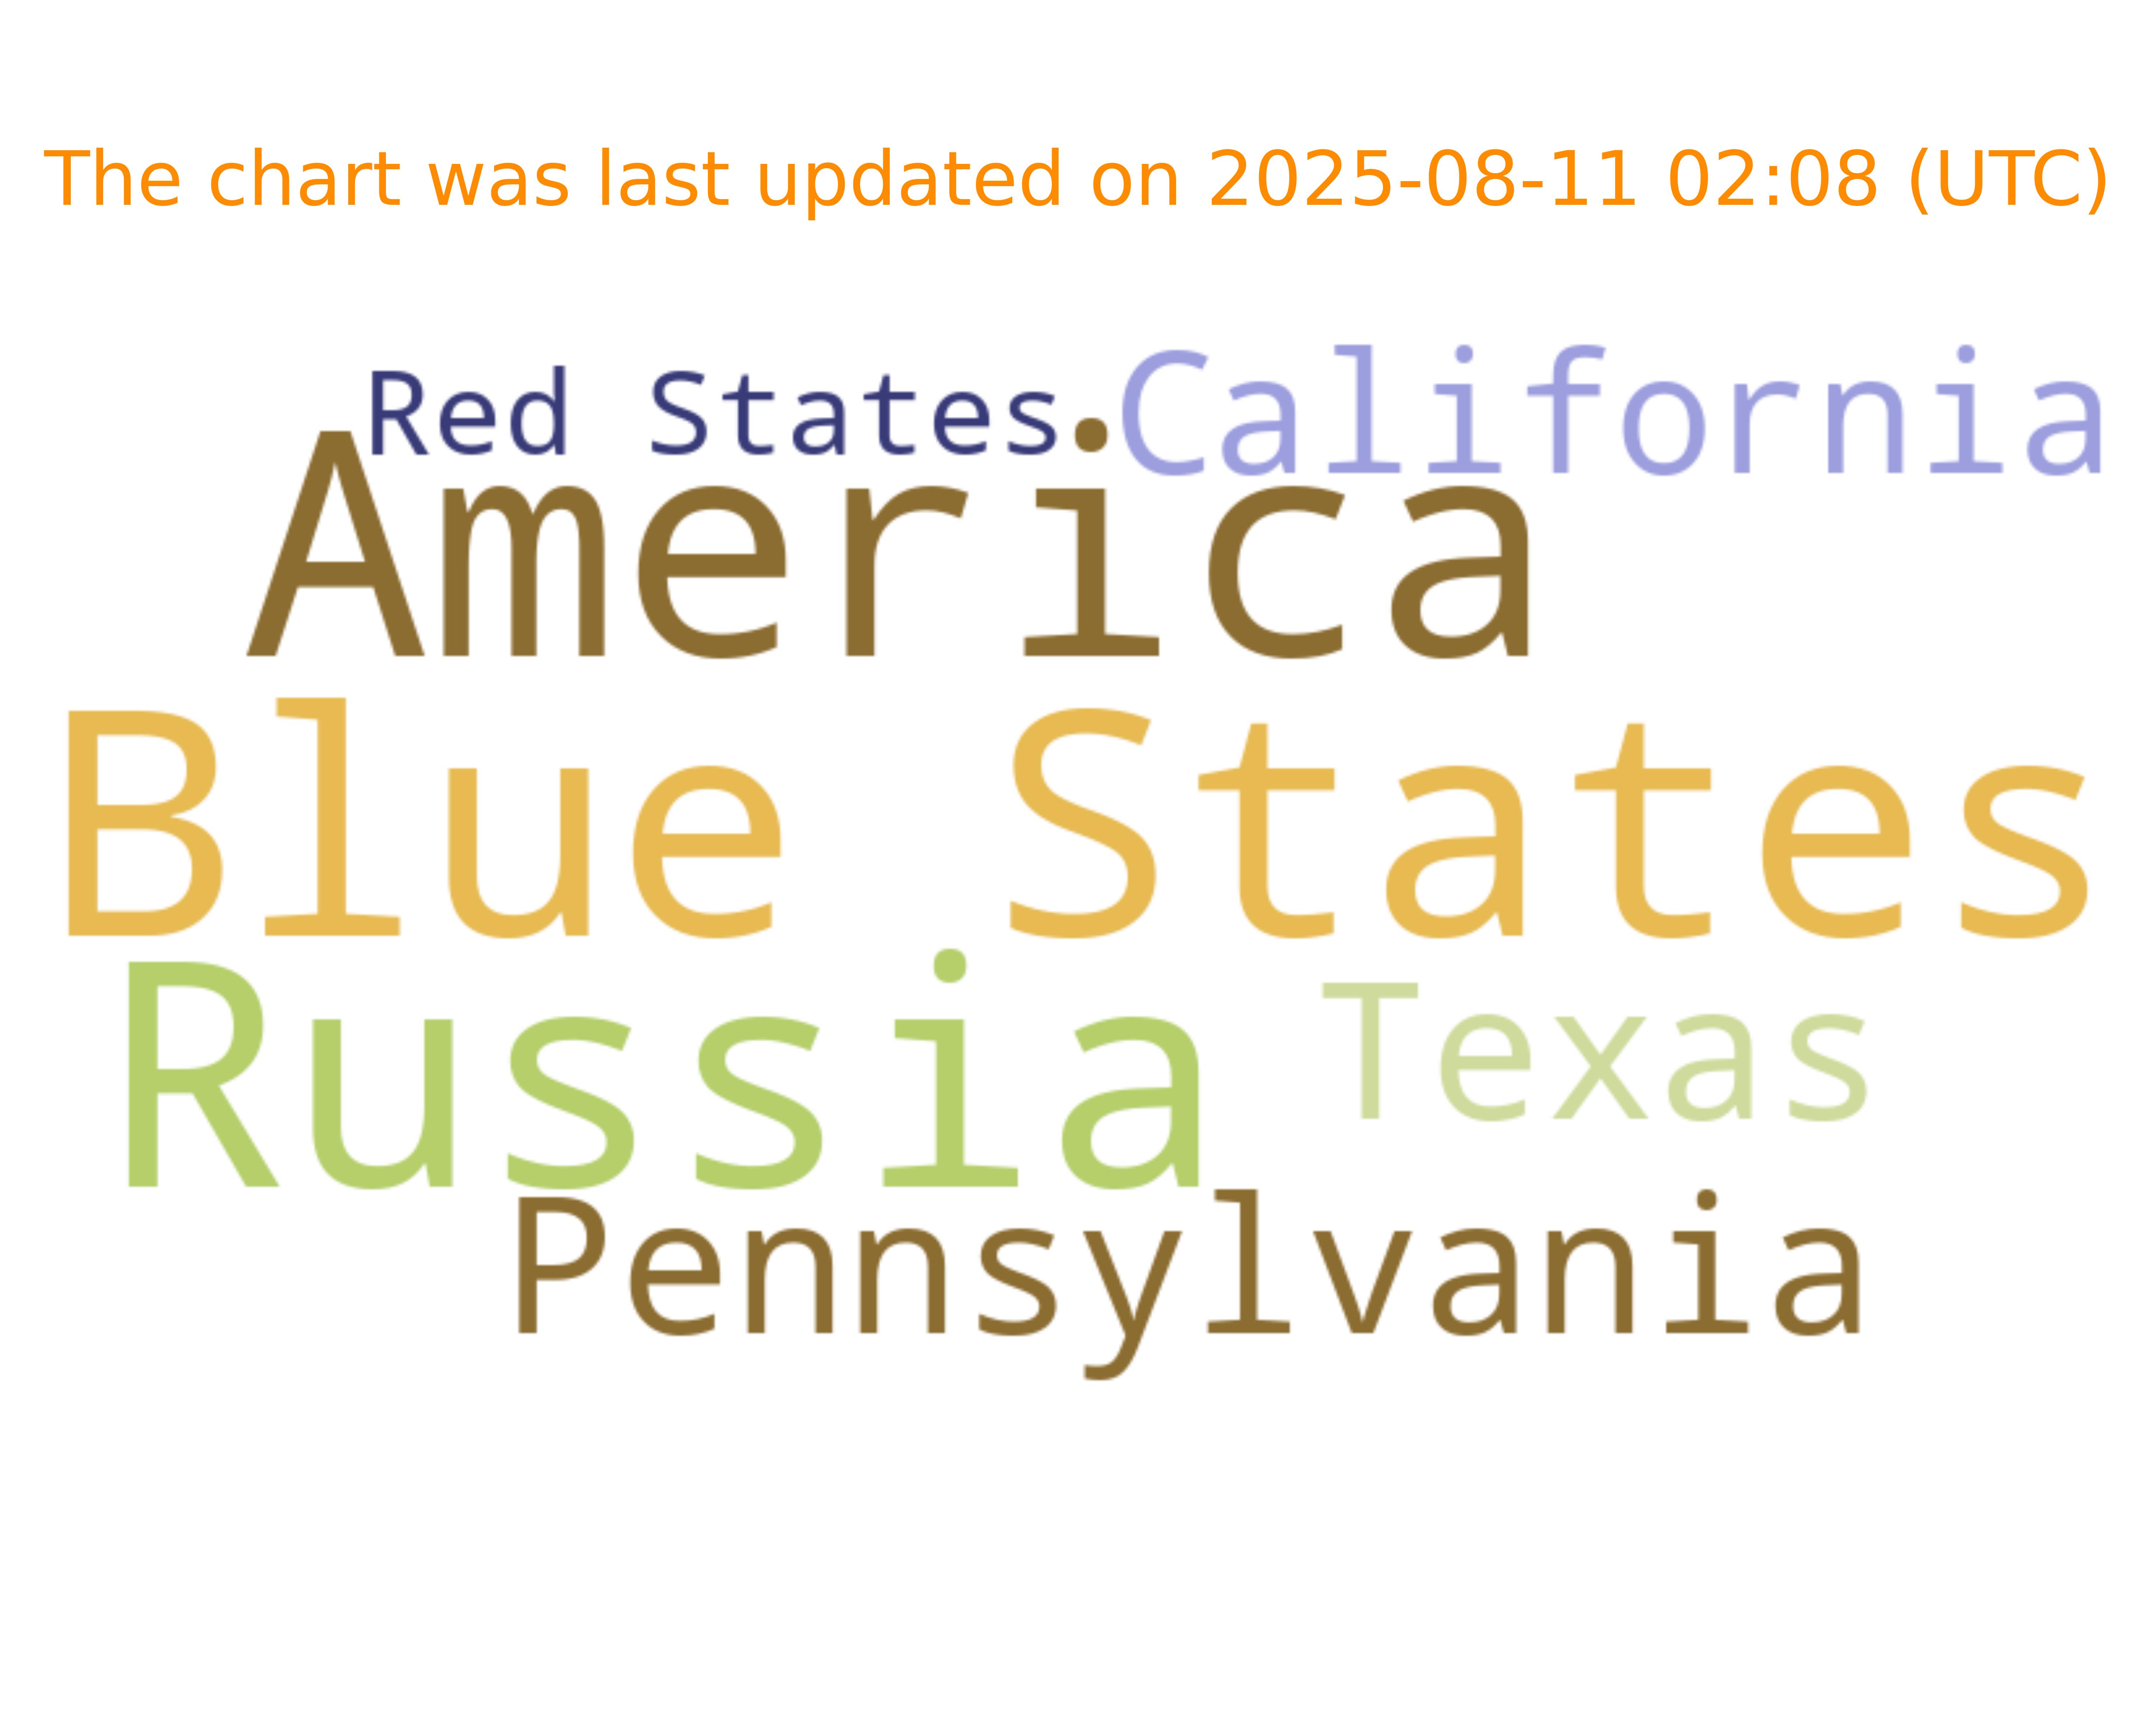 The chart was last updated on 2025-08-11 02:08 (UTC)
Red States California
America
Blue States
Russia Texas
Pennsylvania